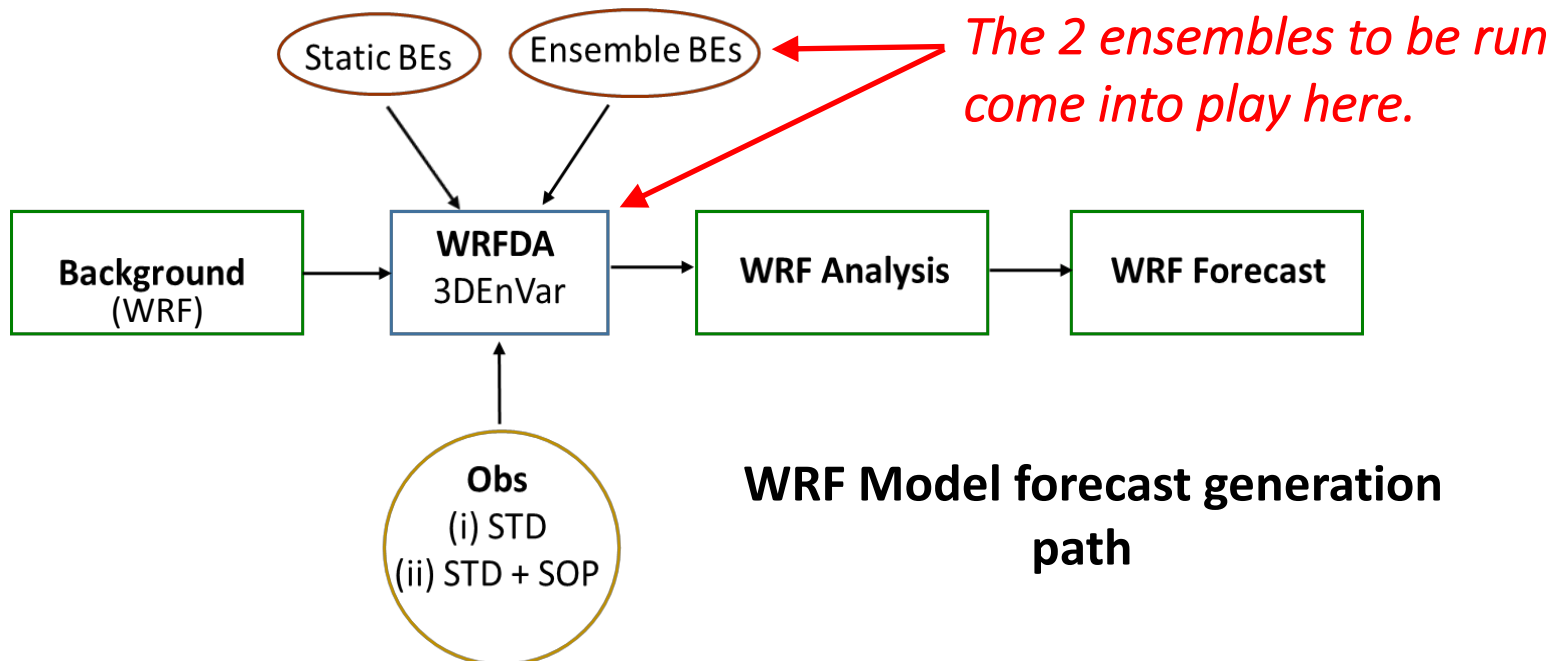 Static BEs
Ensemble BEs
The 2 ensembles to be run
come into play here.
Background
(WRF)
WRFDA
3DEnVar
WRF Analysis
WRF Forecast
Obs
(i) STD
(ii) STD + SOP
WRF Model forecast generation
path